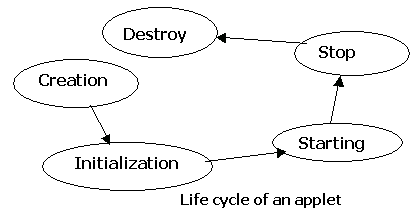 Destroy
Stop
Creation
Starting
Initialization
Life cycle of an applet